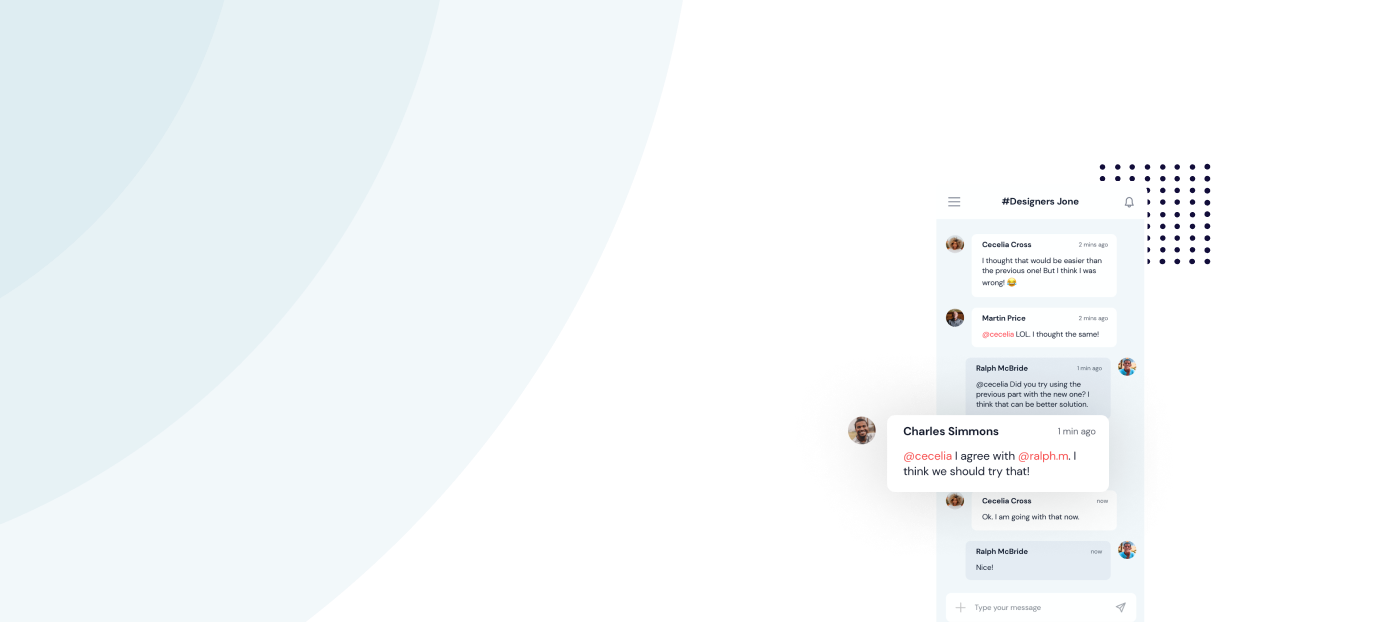 #Designers Jone
Cecelia Cross 2 mins ago
I thought that would be easier than
the previous one! But I think I was
wrong! 😂
Martin Price 2 mins ago
@cecelia LOL. I thought the same!
Ralph McBride 1 min ago
@cecelia Did you try using the
previous part with the new one? I
think that can be better solution.
Charles Simmons 1 min ago
@cecelia I agree with @ralph.m. I
think we should try that!
Cecelia Cross now
Ok. I am going with that now.
Ralph McBride now
Nice!
Type your message